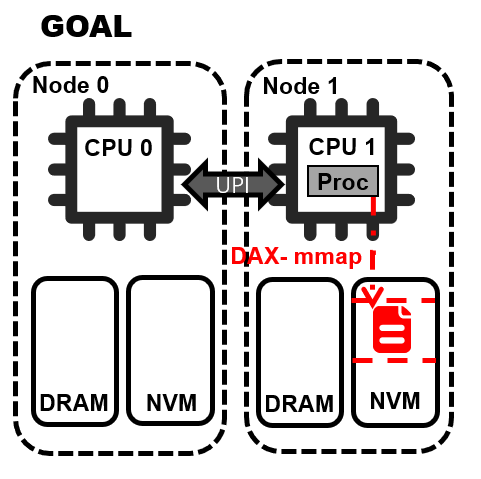 GOAL
Node 0
Node 1
CPU 0
CPU 1
Proc
UPI
DAX- mmap
DRAM
NVM
DRAM
NVM